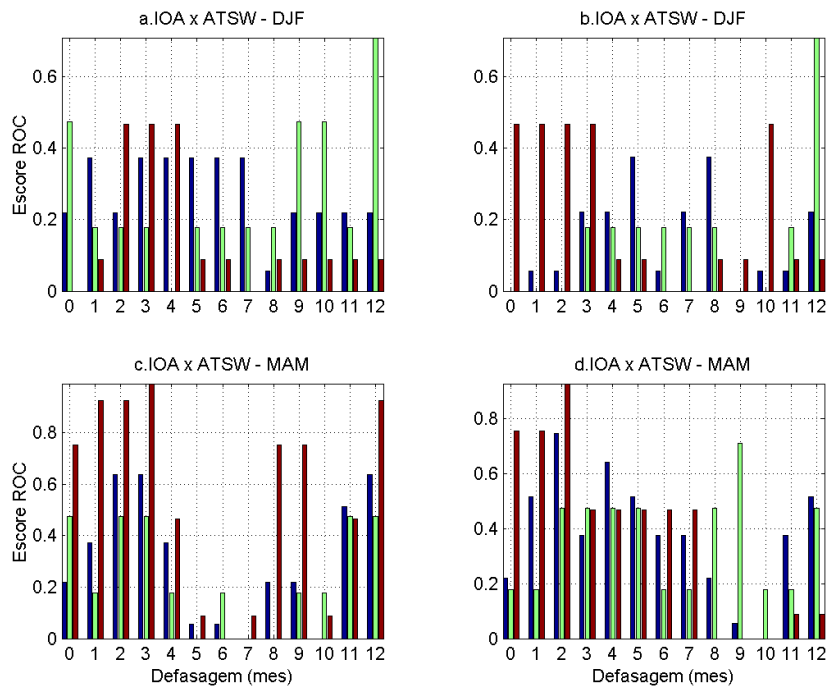 a.IOA x ATSW - DJF
b.IOA x ATSW - DJF
Escore ROC
0.6
0.4
0.2
0
0 1 2 3 4 5 6 7 8 9 10 11 12
0.6
0.4
0.2
0
0 1 2 3 4 5 6 7 8 9 10 11 12
c.IOA x ATSW - MAM
d.IOA x ATSW - MAM
Escore ROC
0.8
0.6
0.4
0.2
0
0 1 2 3 4 5 6 7 8 9 10 11 12
Defasagem (mes)
0.8
0.6
0.4
0.2
0
0 1 2 3 4 5 6 7 8 9 10 11 12
Defasagem (mes)